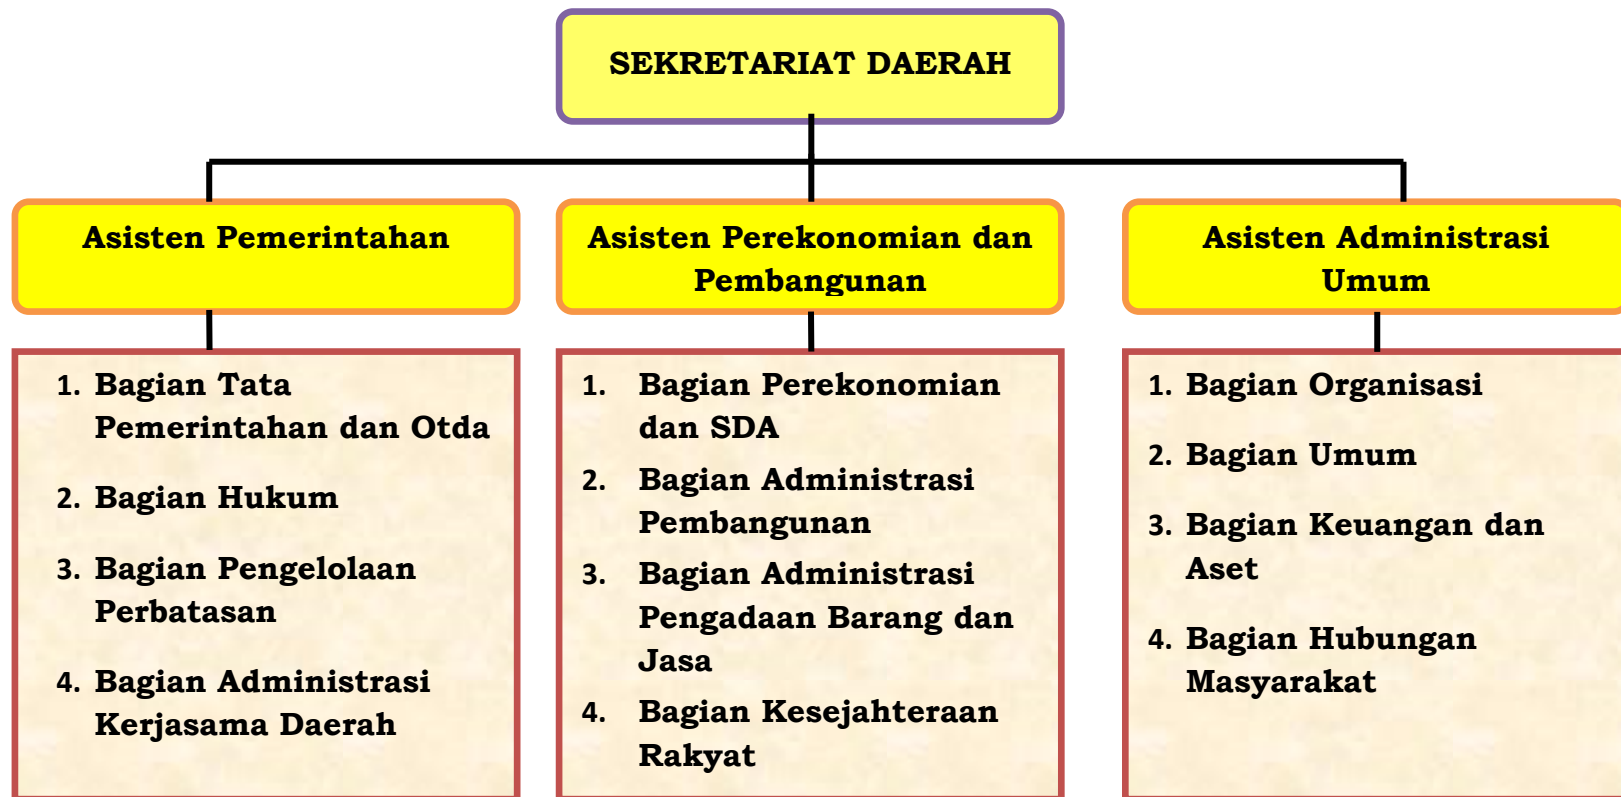 SEKRETARIAT DAERAH
Asisten Pemerintahan
Asisten Perekonomian dan
Pembangunan
Asisten Administrasi
Umum
1. Bagian Tata
Pemerintahan dan Otda
2. Bagian Hukum
3. Bagian Pengelolaan
Perbatasan
4. Bagian Administrasi
Kerjasama Daerah
1. Bagian Perekonomian
dan SDA
2. Bagian Administrasi
Pembangunan
3. Bagian Administrasi
Pengadaan Barang dan
Jasa
4. Bagian Kesejahteraan
Rakyat
1. Bagian Organisasi
2. Bagian Umum
3. Bagian Keuangan dan
Aset
4. Bagian Hubungan
Masyarakat